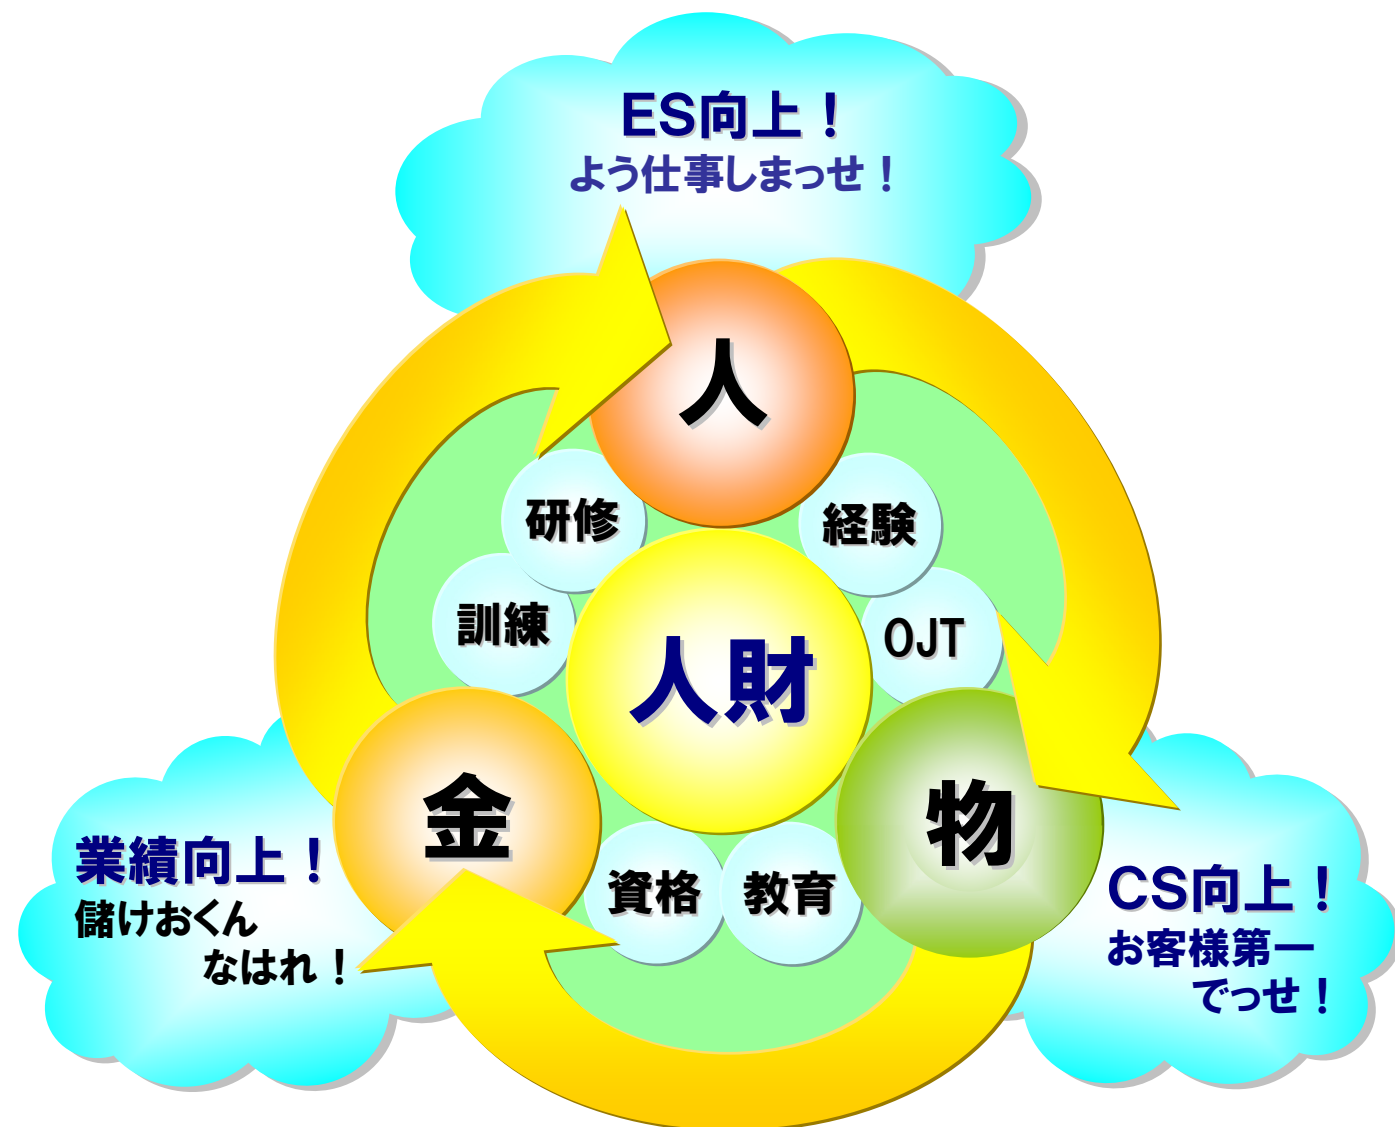 ES向上！
よう仕事しまっせ！
人
研修
経験
訓練
OJT
人財
金
物
業績向上！
儲けおくん
なはれ！
資格
教育
CS向上！
お客様第一
でっせ！